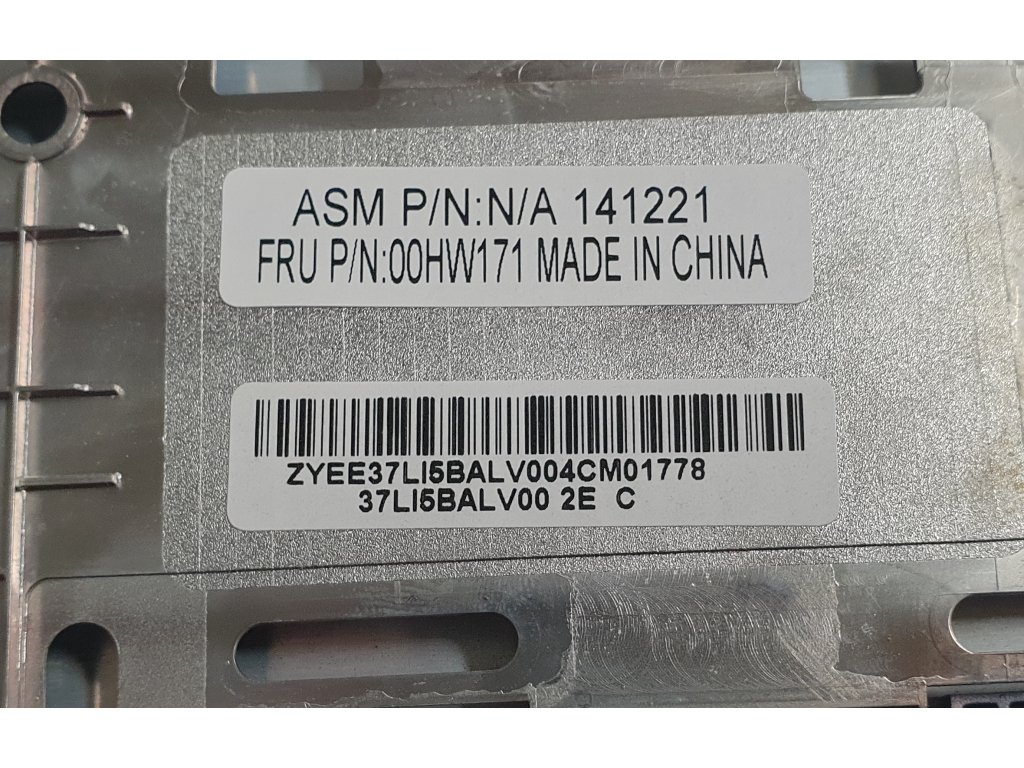 ASM P/N:N/A 141221
FRU P/N:00HW171 MADE IN CHINA
ZYEE37LI5BALV004CM01778
37LI5BALV00 2E C